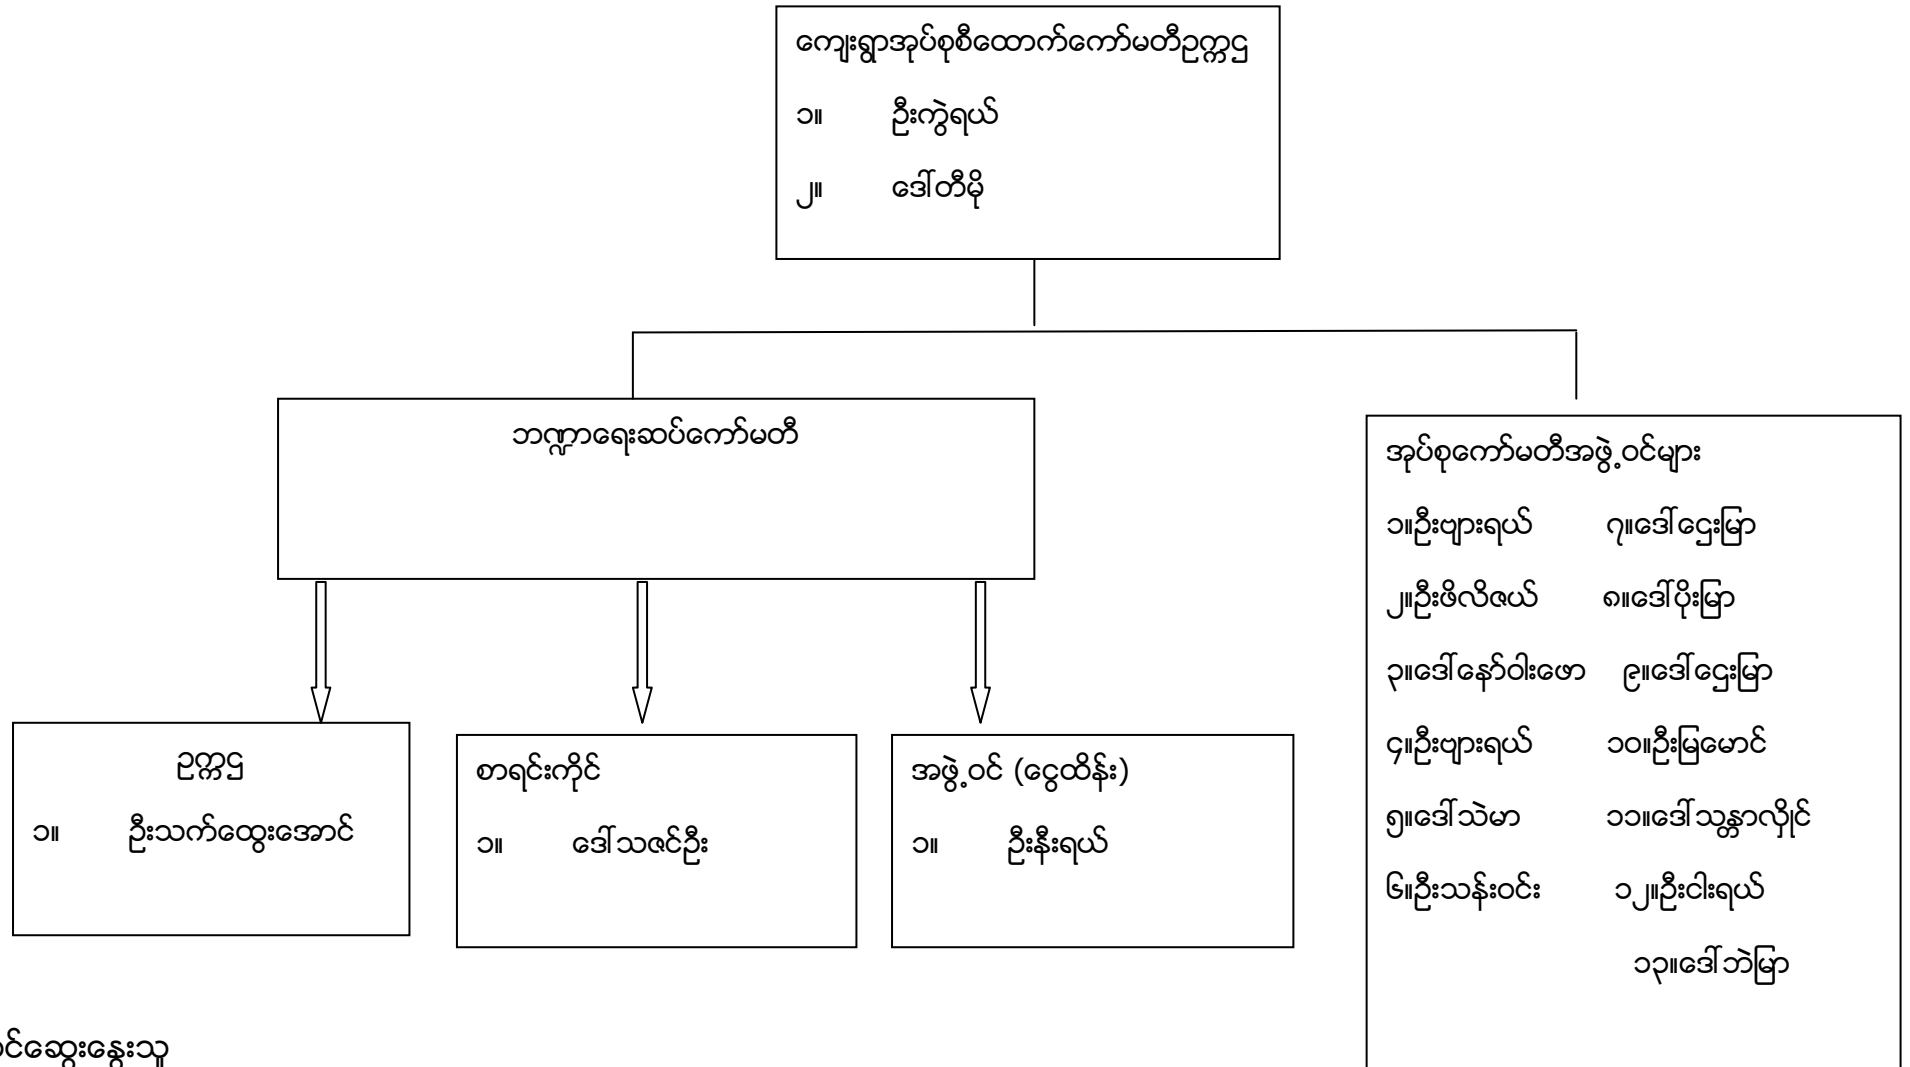 ကျေးရွာအုပ်စုစီထောက်ကော်မတီဥက္ကဌ
၁။ ဦးကွဲရယ်
၂။ ဒေါ်တီမို
ဘဏ္ဍာရေးဆပ်ကော်မတီ
ဥက္ကဌ
၁။ ဦးသက်ထွေးအောင်
စာရင်းကိုင်
၁။ ဒေါ်သဇင်ဦး
အဖွဲ့ဝင် (ငွေထိန်း)
၁။ ဦးနီးရယ်
အုပ်စုကော်မတီအဖွဲ့ဝင်များ
၁။ဦးဗျားရယ် ၇။ဒေါ်ဌေးမြာ
၂။ဦးဖိလိဇယ် ၈။ဒေါ်ပိုးမြာ
၃။ဒေါ်နော်ဝါးဖော ၉။ဒေါ်ဌေးမြာ
၄။ဦးဗျားရယ် ၁၀။ဦးမြမောင်
၅။ဒေါ်သဲမာ ၁၁။ဒေါ်သန္တာလှိုင်
၆။ဦးသန်းဝင်း ၁၂။ဦးငါးရယ်
၁၃။ဒေါ်ဘဲမြာ
ဆွေးနွေးသူ